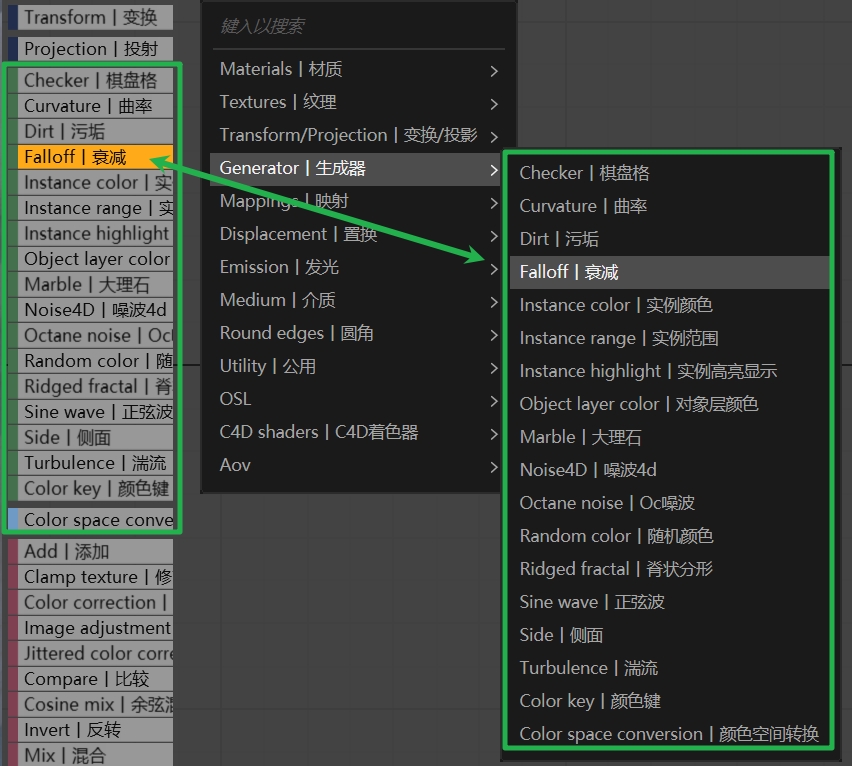 Transform | 变换
Projection | 投射
Checker | 棋盘格
Curvature | 曲率
Dirt | 污垢
Falloff | 衰减
Instance color | 实
Instance range | 实
Instance highlight
Object layer color
Marble | 大理石
Noise4D | 噪波4d
Octane noise | Oct
Random color | 随
Ridged fractal | 脊
Sine wave | 正弦波
Side | 侧面
Turbulence | 湍流
Color key | 颜色键
Color space conve
Add | 添加
Clamp texture | 修
Color correction |
Image adjustment
Jittered color corre
Compare | 比较
Cosine mix | 余弦混
Invert | 反转
Mix | 混合
鍵入以搜索
Materials | 材质
Textures | 纹理
Transform/Projection | 变换/投影
Generator | 生成器
Mappings | 映射
Displacement | 置换
Emission | 发光
Medium | 介质
Round edges | 圆角
Utility | 公用
OSL
C4D shaders | C4D着色器
Aov
Checker | 棋盘格
Curvature | 曲率
Dirt | 污垢
Falloff | 衰减
Instance color | 实例颜色
Instance range | 实例范围
Instance highlight | 实例高亮显示
Object layer color | 对象层颜色
Marble | 大理石
Noise4D | 噪波4d
Octane noise | Oc噪波
Random color | 随机颜色
Ridged fractal | 脊状分形
Sine wave | 正弦波
Side | 侧面
Turbulence | 湍流
Color key | 颜色键
Color space conversion | 颜色空间转换